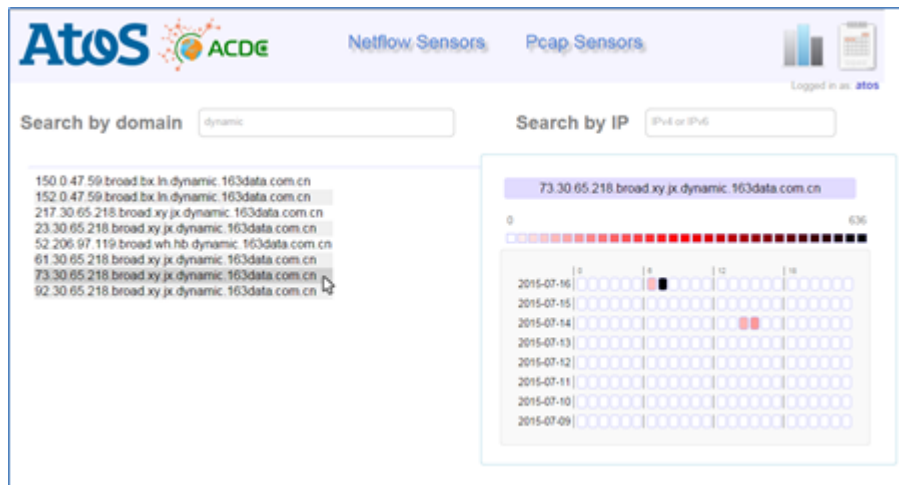 Atos ACDC Netflow Sensors Pcap Sensors
Logged in as: atos
Search by domain dynamic
Search by IP IPv4 or IPv6
150.0.47.59.broad.bx.ln.dynamic.163data.com.cn
152.0.47.59.broad.bx.ln.dynamic.163data.com.cn
217.30.65.218.broad.xy.jx.dynamic.163data.com.cn
23.30.65.218.broad.xy.jx.dynamic.163data.com.cn
52.206.97.119.broad.wh.hb.dynamic.163data.com.cn
61.30.65.218.broad.xy.jx.dynamic.163data.com.cn
73.30.65.218.broad.xy.jx.dynamic.163data.com.cn
92.30.65.218.broad.xy.jx.dynamic.163data.com.cn
73.30.65.218.broad.xy.jx.dynamic.163data.com.cn
0 636
0 6 12 18
2015-07-16
2015-07-15
2015-07-14
2015-07-13
2015-07-12
2015-07-11
2015-07-10
2015-07-09